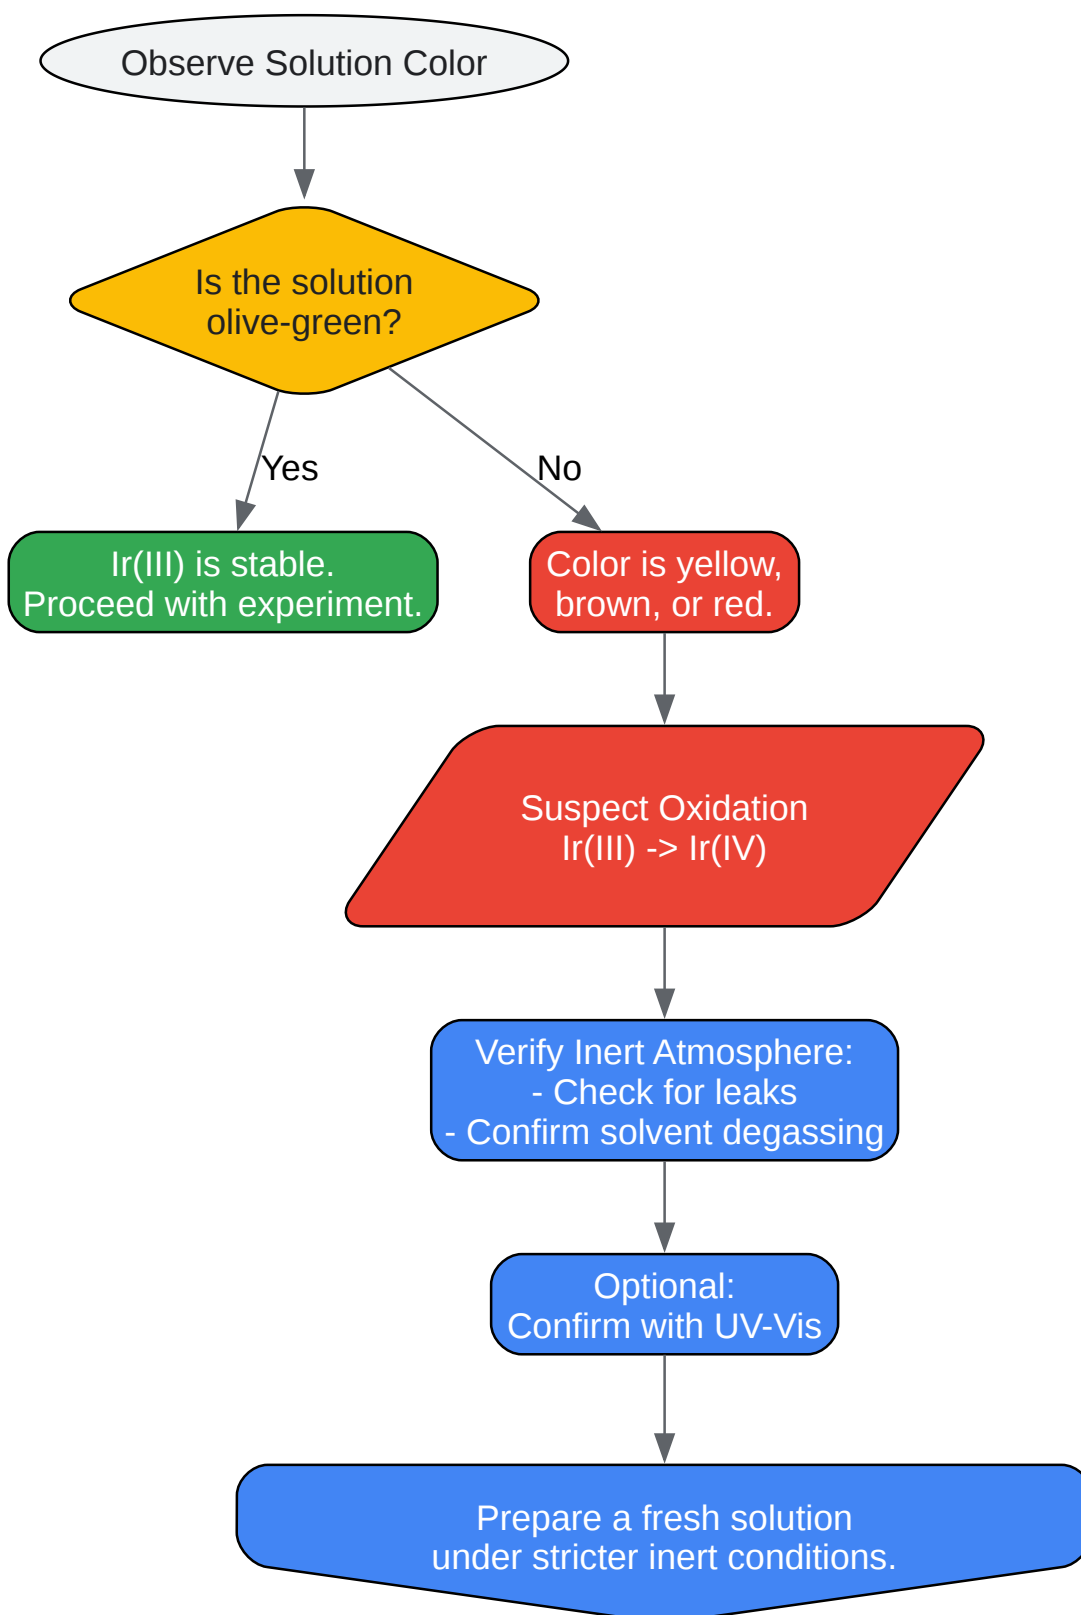 Observe Solution Color
Is the solution
olive-green?
Yes
No
Ir(III) is stable.
Proceed with experiment.
Color is yellow,
brown, or red.
Suspect Oxidation
Ir(III) -> Ir(IV)
Verify Inert Atmosphere:
- Check for leaks
- Confirm solvent degassing
Optional:
Confirm with UV-Vis
Prepare a fresh solution
under stricter inert conditions.